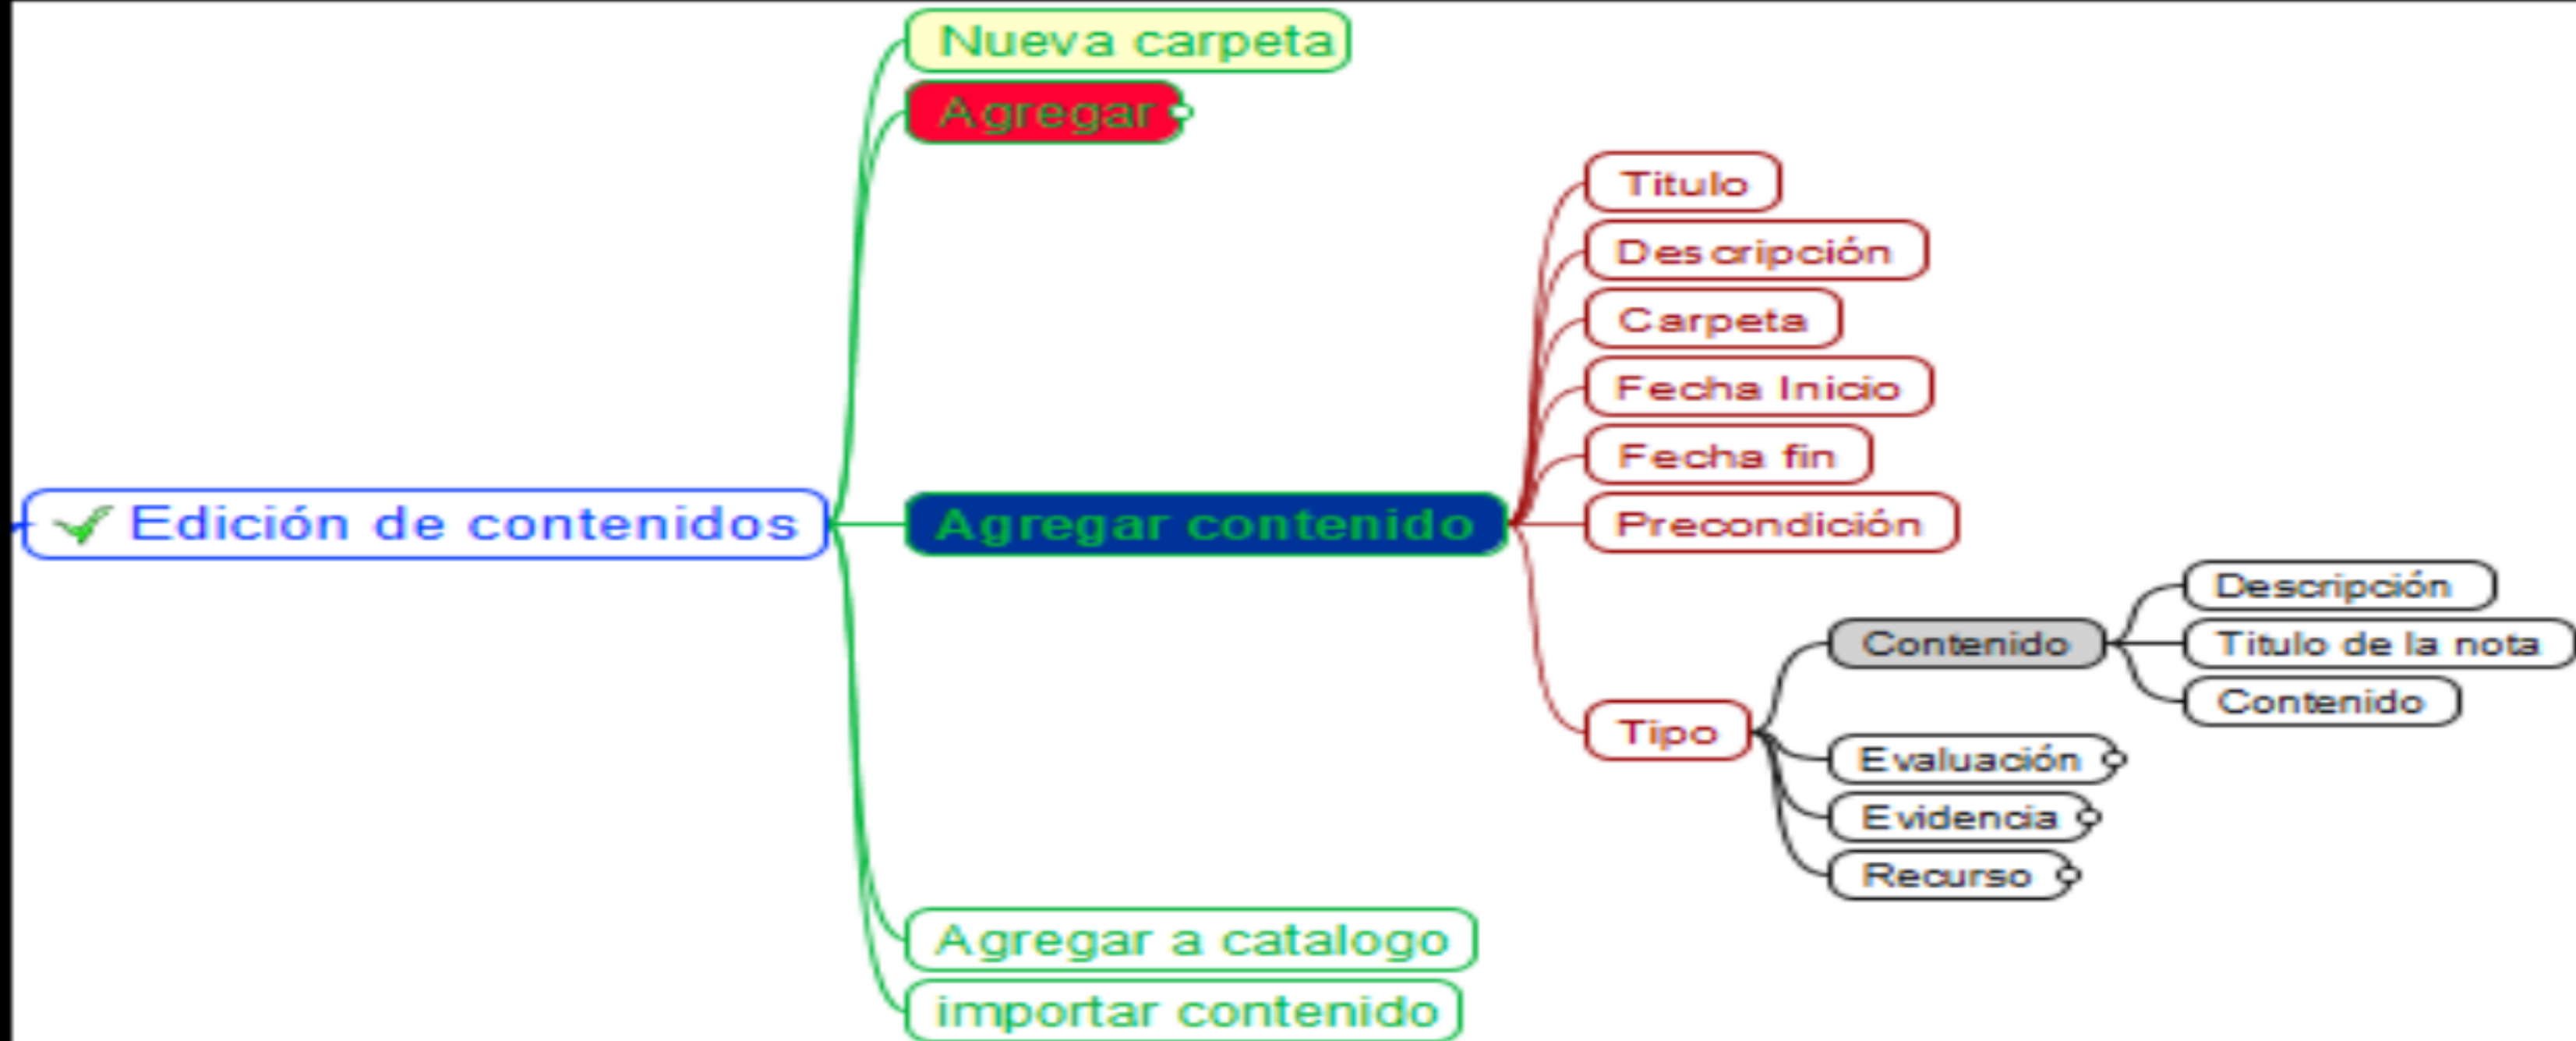 Nueva carpeta
Agregar
Titulo
Descripción
Carpeta
Fecha Inicio
Fecha fin
Edición de contenidos
Agregar contenido
Precondición
Descripción
Contenido
Titulo de la nota
Contenido
Tipo
Evaluación
Evidencia
Recurso
Agregar a catalogo
importar contenido